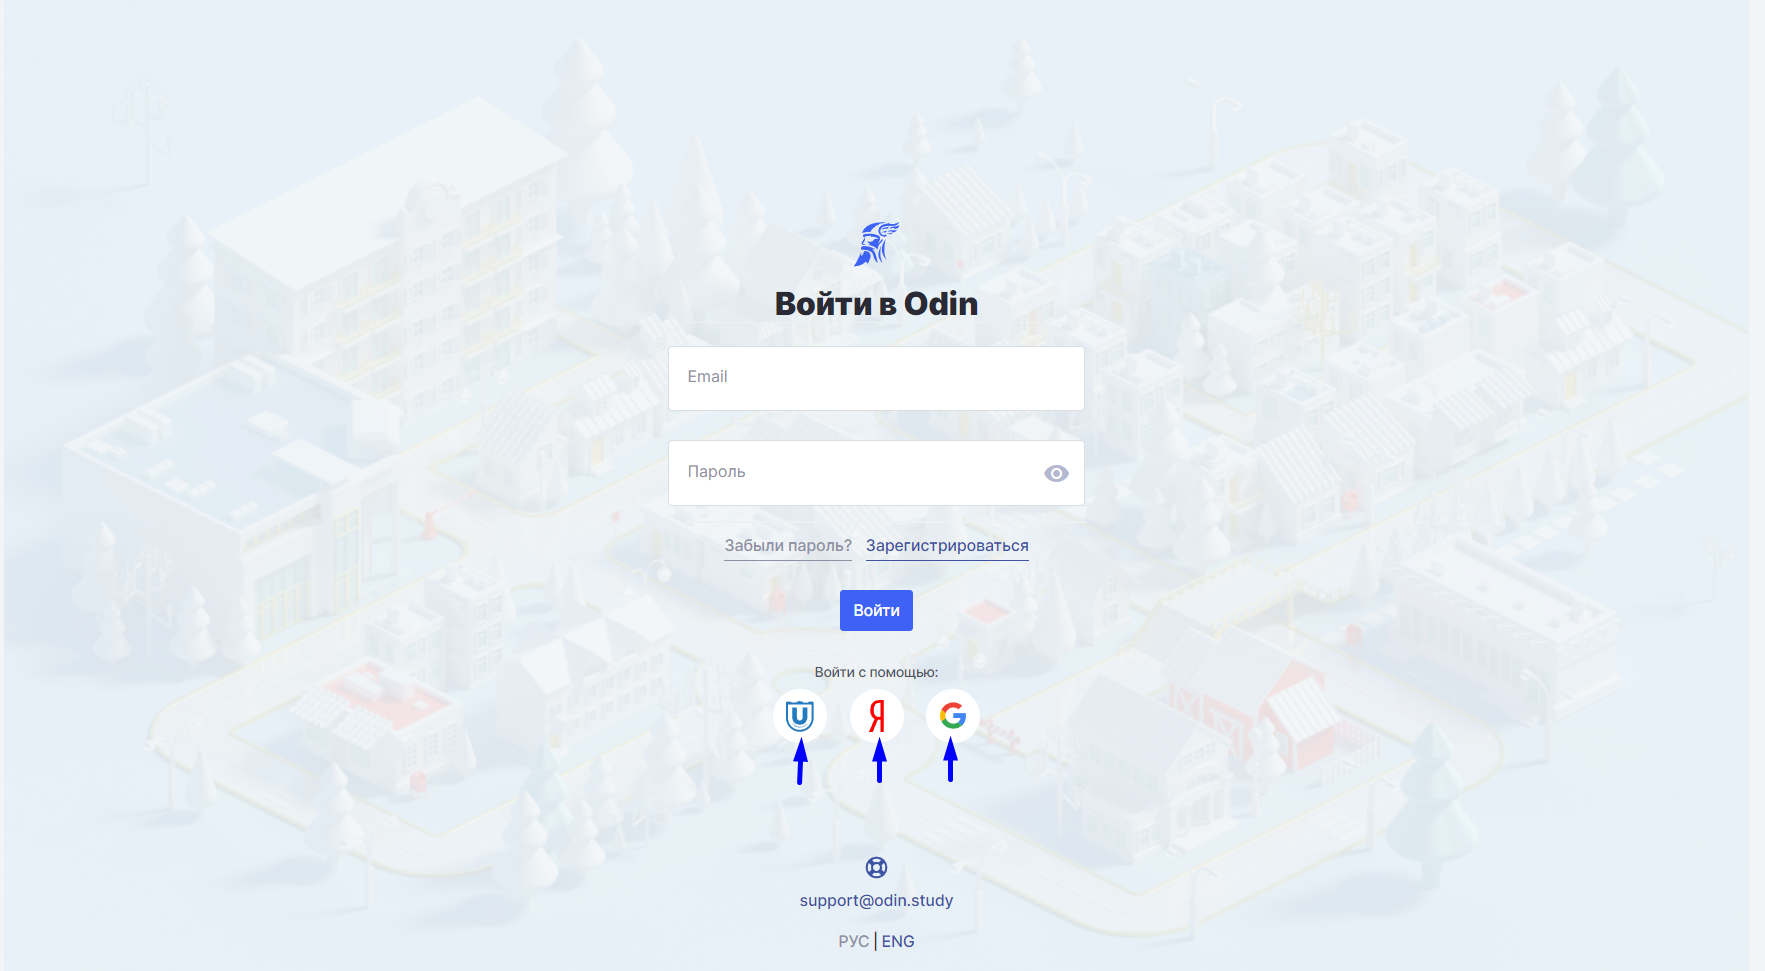 Войти в Odin
Email
Пароль
Забыли пароль? Зарегистрироваться
Войти
Войти с помощью:
U Я G
support@odin.study
РУС | ENG